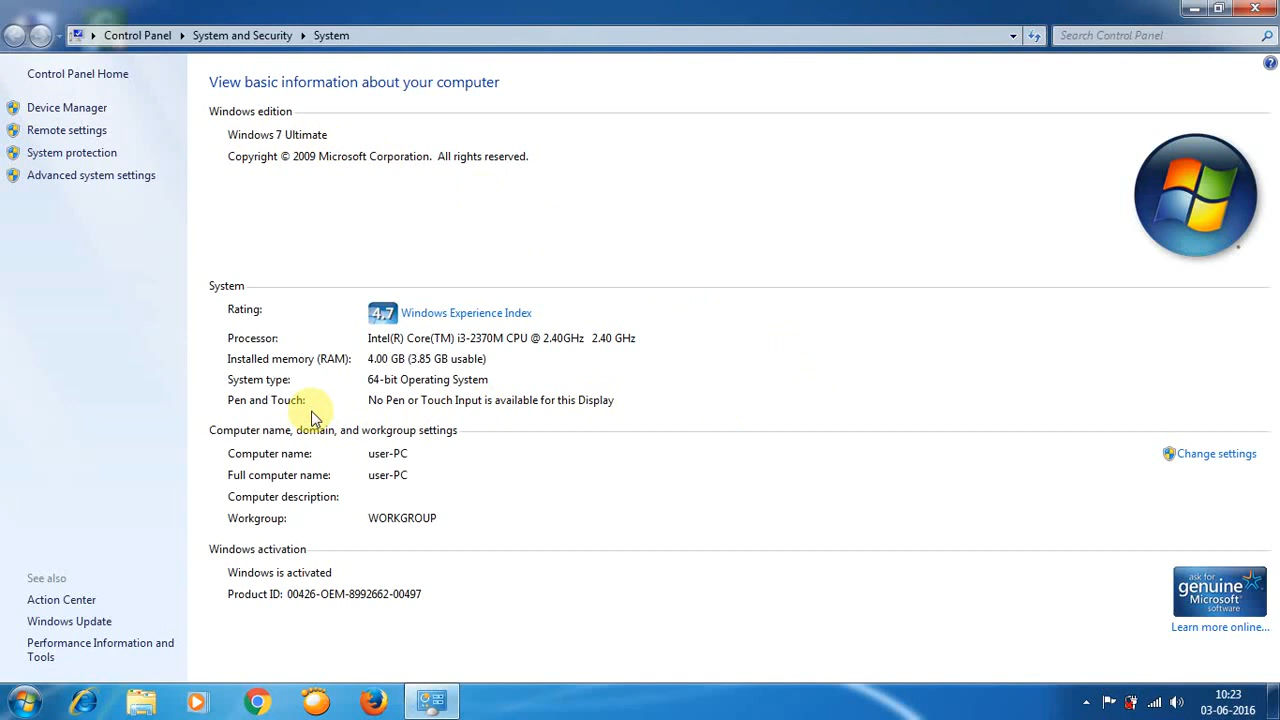 Control Panel System and Security System
Search Control Panel
Control Panel Home
Device Manager
Remote settings
System protection
Advanced system settings
See also
Action Center
Windows Update
Performance Information and
Tools
View basic information about your computer
Windows edition
Windows 7 Ultimate
Copyright © 2009 Microsoft Corporation. All rights reserved.
System
Rating: 4.7 Windows Experience Index
Processor: Intel(R) Core(TM) i3-2370M CPU @ 2.40GHz 2.40 GHz
Installed memory (RAM): 4.00 GB (3.85 GB usable)
System type: 64-bit Operating System
Pen and Touch: No Pen or Touch Input is available for this Display
Computer name, domain, and workgroup settings
Computer name: user-PC
Change settings
Full computer name: user-PC
Computer description:
Workgroup: WORKGROUP
Windows activation
Windows is activated
Product ID: 00426-OEM-8992662-00497
ask for
genuine
Microsoft
software
Learn more online...
10:23
03-06-2016